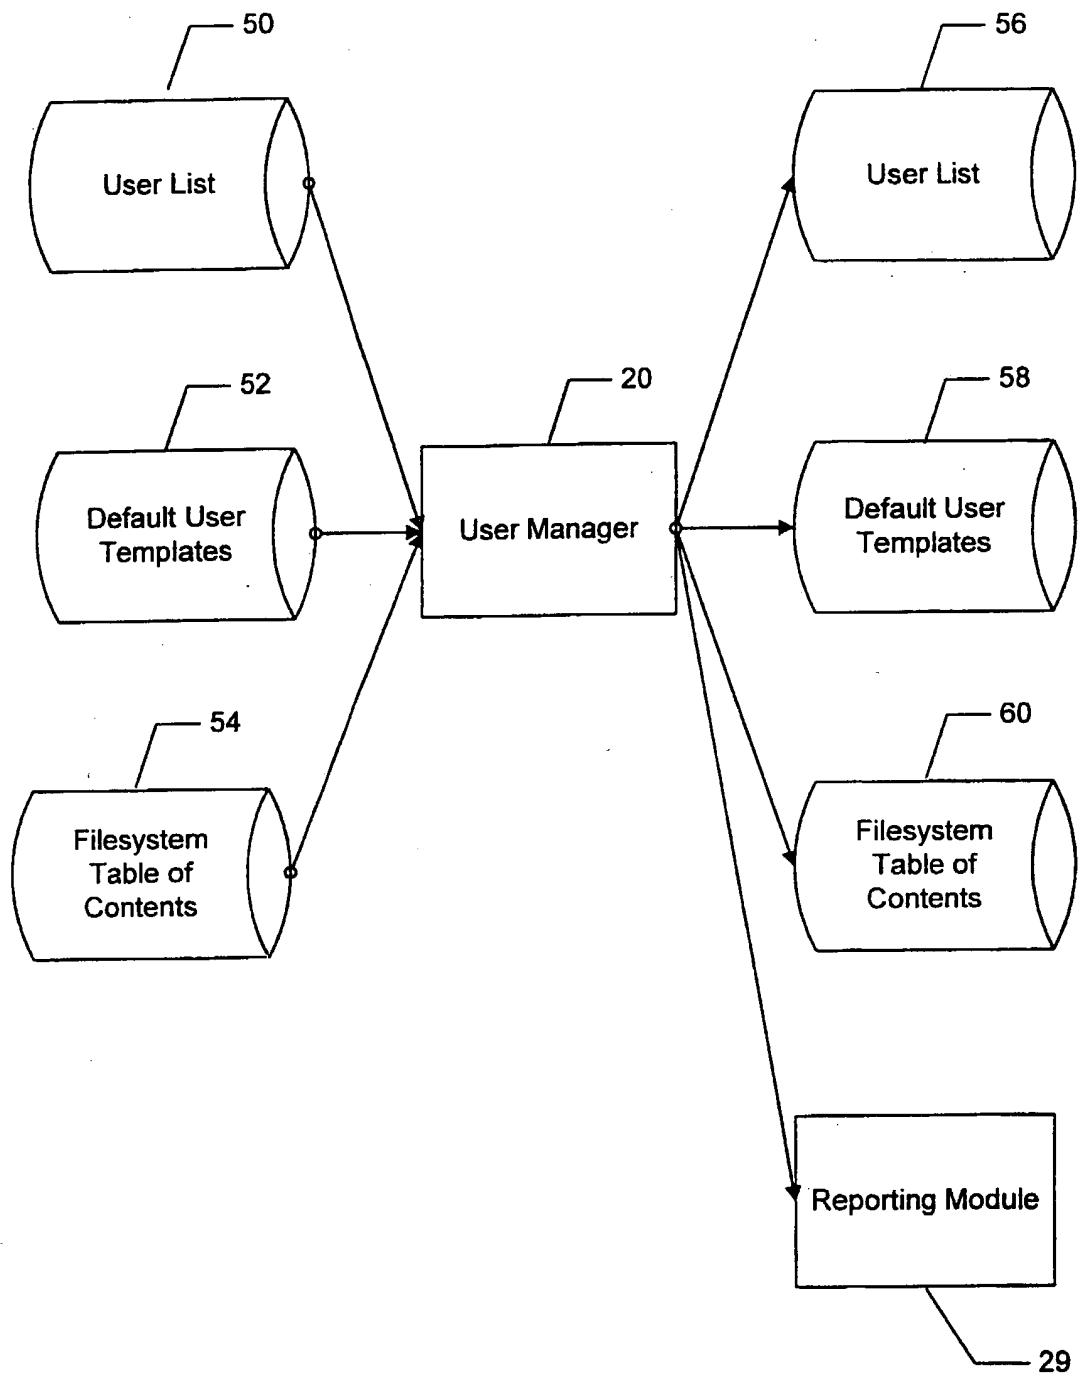 50
56
User List
User List
52
20
58
Default User
Templates
User Manager
Default User
Templates
54
60
Filesystem
Table of
Contents
Filesystem
Table of
Contents
Reporting Module
29